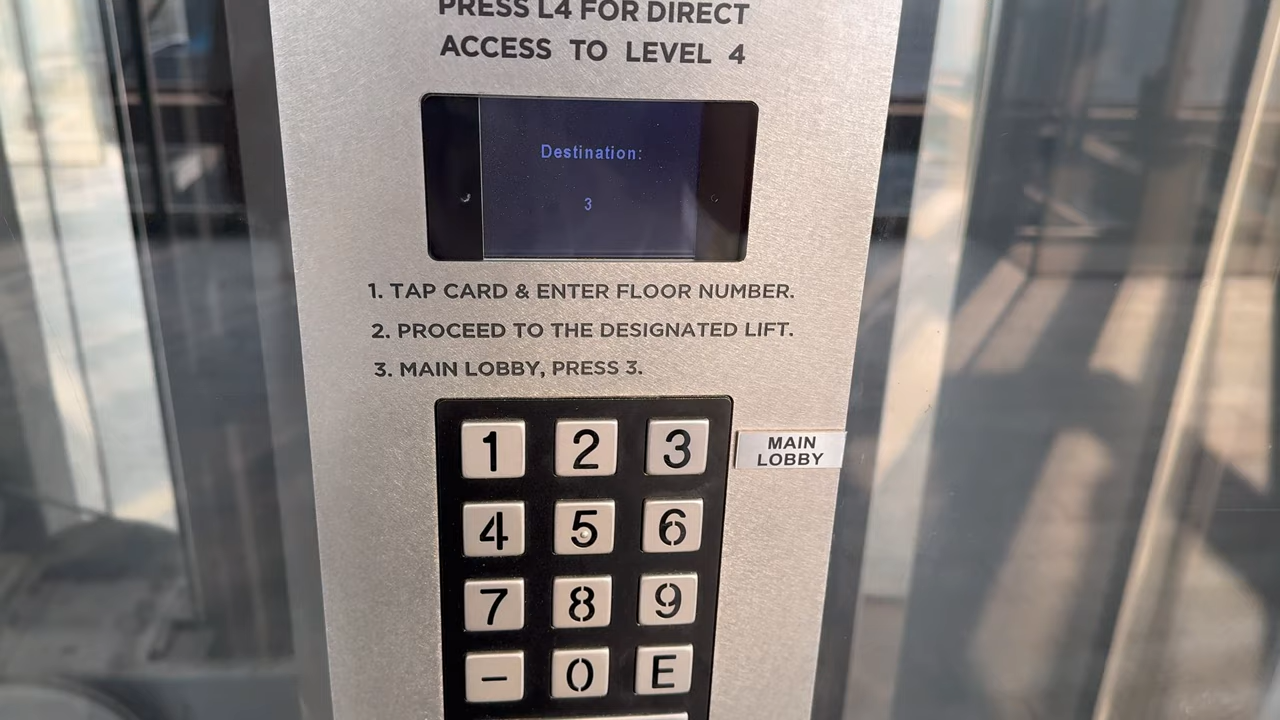 PRESS L4 FOR DIRECT
ACCESS TO LEVEL 4
Destination:
3
1. TAP CARD & ENTER FLOOR NUMBER.
2. PROCEED TO THE DESIGNATED LIFT.
3. MAIN LOBBY, PRESS 3.
1 2 3
MAIN
LOBBY
4 5 6
7 8 9
- 0 E